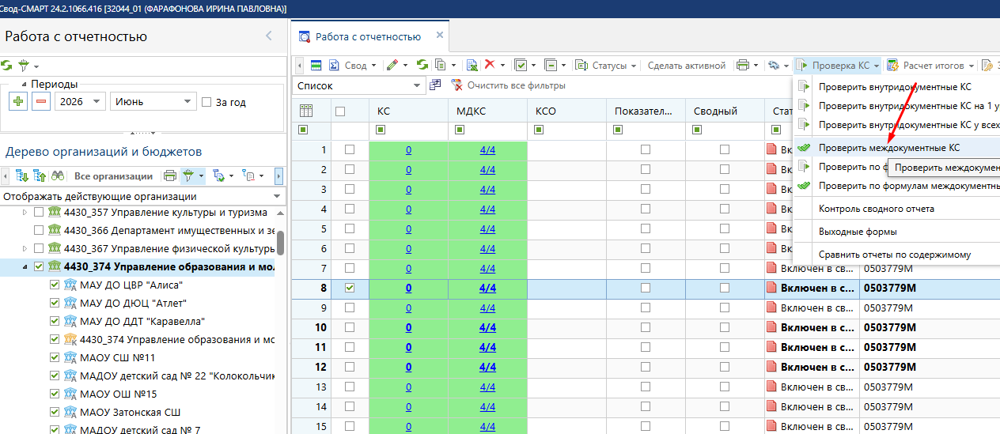 Свод-СМАРТ 24.2.1066.416 [32044_01 (ФАРАФОНОВА ИРИНА ПАВЛОВНА)]
Работа с отчетностью
Периоды
2026
Июнь
За год
Дерево организаций и бюджетов
Все организации
Отображать действующие организации
4430_357 Управление культуры и туризма
4430_366 Департамент имущественных и зе
4430_367 Управление физической культуры
4430_374 Управление образования и мол
МАУ ДО ЦВР "Алиса"
МАУ ДО ДЮЦ "Атлет"
МАУ ДО ДДТ "Каравелла"
4430_374 Управление образования и мо
МАОУ СШ №11
МАДОУ детский сад № 22 "Колокольчик
МАОУ ОШ №15
МАОУ Затонская СШ
МАДОУ детский сад № 7
Работа с отчетностью
Свод
Статусы
Сделать активной
Проверка КС
Расчет итогов
З
Список
Очистить все фильтры
КС МДКС КСО Показател... Сводный Стат
1 0 4/4 Вкл
2 0 4/4 Вкл
3 0 4/4 Вкл
4 0 4/4 Вкл
5 0 4/4 Вкл
6 0 4/4 Вкл
7 0 4/4 Включен в св... 0503779М
8 0 4/4 Включен в с... 0503779М
9 0 4/4 Включен в св... 0503779М
10 0 4/4 Включен в с... 0503779М
11 0 4/4 Включен в с... 0503779М
12 0 4/4 Включен в с... 0503779М
13 0 4/4 Включен в св... 0503779М
14 0 4/4 Включен в св... 0503779М
15 0 4/4 Включен в св... 0503779М
Проверить внутридокументные КС
Проверить внутридокументные КС на 1 у
Проверить внутридокументные КС у всех
Проверить междокументные КС
Проверить по ф
Проверить междокумен
Проверить по формулам междокументны
Контроль сводного отчета
Выходные формы
Сравнить отчеты по содержимому